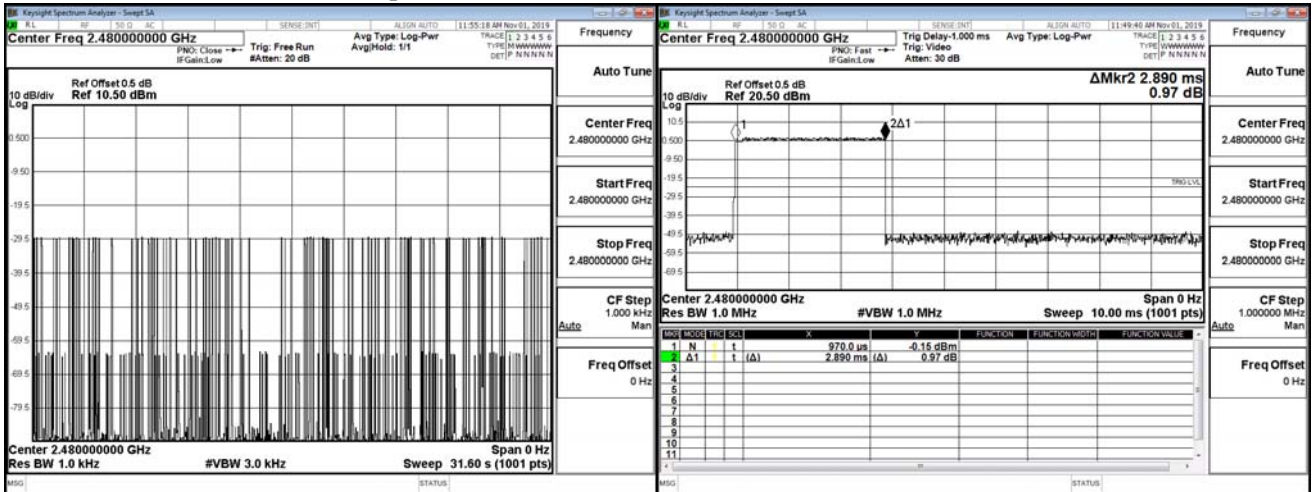 Keysight Spectrum Analyzer - Swept SA
RL RF 50 Ω AC SENSE:INT ALIGN AUTO 11:55:18 AM Nov 01, 2019
Center Freq 2.480000000 GHz
PNO: Close
IFGain:Low
Trig: Free Run
#Atten: 20 dB
Avg Type: Log-Pwr
Avg|Hold: 1/1
TRACE 1 2 3 4 5 6
TYPE M WWWWW
DET P NNNNN
Ref Offset 0.5 dB
10 dB/div Ref 10.50 dBm
Log
0.500
-9.50
-19.5
-29.5
-39.5
-49.5
-59.5
-69.5
-79.5
Center 2.480000000 GHz Span 0 Hz
Res BW 1.0 kHz #VBW 3.0 kHz Sweep 31.60 s (1001 pts)
MSG STATUS
Frequency
Auto Tune
Center Freq
2.480000000 GHz
Start Freq
2.480000000 GHz
Stop Freq
2.480000000 GHz
CF Step
1.000 kHz
Auto Man
Freq Offset
0 Hz
Keysight Spectrum Analyzer - Swept SA
RL RF 50 Ω AC SENSE:INT ALIGN AUTO 11:49:40 AM Nov 01, 2019
Center Freq 2.480000000 GHz
PNO: Fast
IFGain:Low
Trig Delay-1.000 ms
Trig: Video
Atten: 30 dB
Avg Type: Log-Pwr
TRACE 1 2 3 4 5 6
TYPE WWWWWW
DET P NNNNN
ΔMkr2 2.890 ms
0.97 dB
Ref Offset 0.5 dB
10 dB/div Ref 20.50 dBm
Log
10.5
0.500
-9.50
-19.5
-29.5
-39.5
-49.5
-59.5
-69.5
1
2Δ1
TRIG LVL
Center 2.480000000 GHz Span 0 Hz
Res BW 1.0 MHz #VBW 1.0 MHz Sweep 10.00 ms (1001 pts)
MKR MODE TRC SCL X Y FUNCTION FUNCTION WIDTH FUNCTION VALUE
1 N t 970.0 µs -0.15 dBm
2 Δ1 t (Δ) 2.890 ms (Δ) 0.97 dB
3
4
5
6
7
8
9
10
11
MSG STATUS
Frequency
Auto Tune
Center Freq
2.480000000 GHz
Start Freq
2.480000000 GHz
Stop Freq
2.480000000 GHz
CF Step
1.000000 MHz
Auto Man
Freq Offset
0 Hz